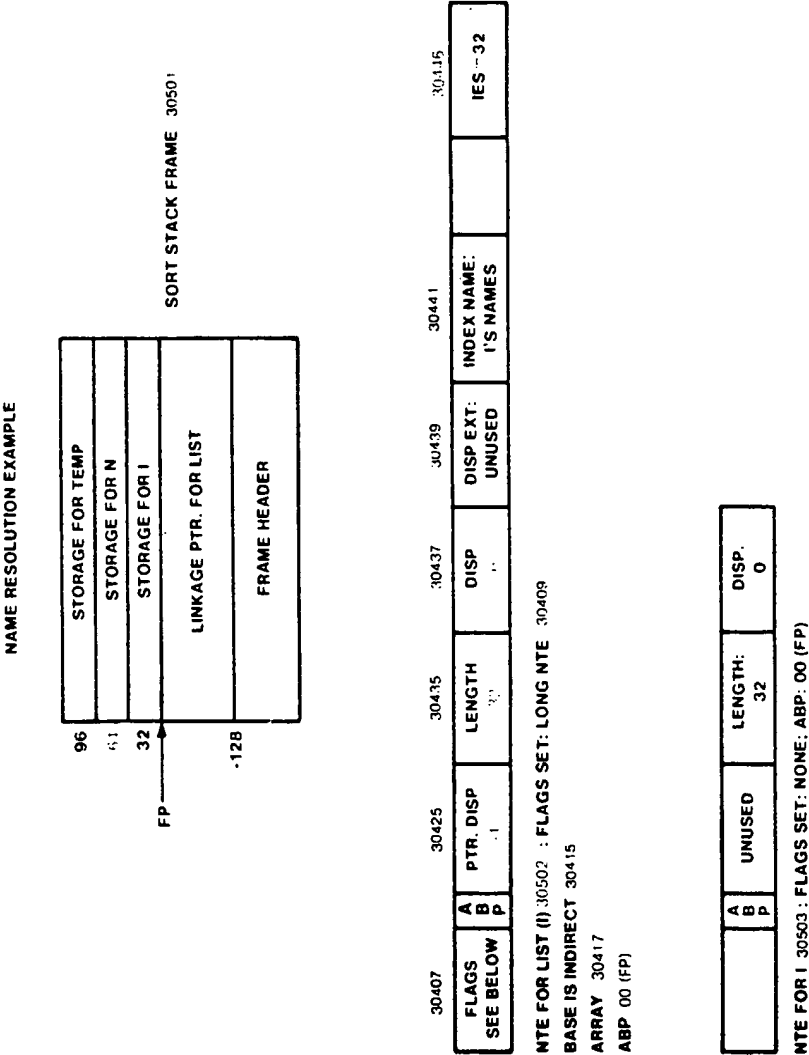 NAME RESOLUTION EXAMPLE
96
32
FP
-128
STORAGE FOR TEMP
STORAGE FOR N
STORAGE FOR I
LINKAGE PTR. FOR LIST
FRAME HEADER
SORT STACK FRAME 30501
30407
30425
30435
30437
30439
30441
FLAGS
SEE BELOW
A
B
P
PTR. DISP
LENGTH
DISP
DISP EXT:
UNUSED
INDEX NAME:
I'S NAMES
IES = 32
NTE FOR LIST (I) 30502 : FLAGS SET: LONG NTE 30409
BASE IS INDIRECT 30415
ARRAY 30417
ABP 00 (FP)
A
B
P
UNUSED
LENGTH:
32
DISP.
0
NTE FOR I 30503 : FLAGS SET: NONE; ABP: 00 (FP)